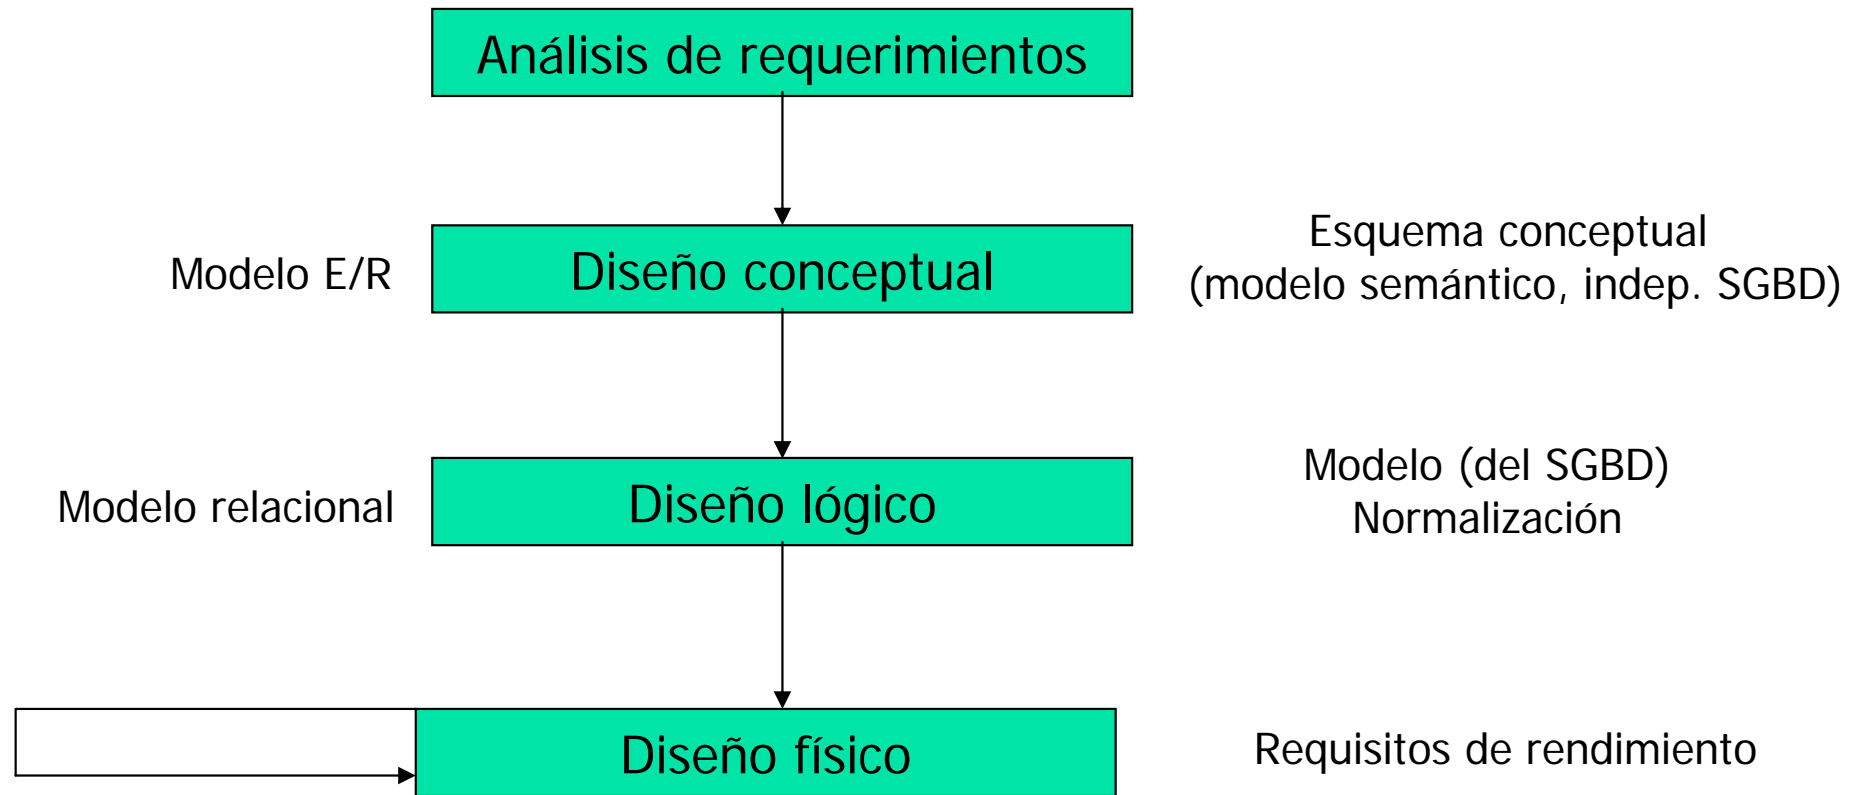 Análisis de requerimientos
Modelo E/R
Diseño conceptual
Esquema conceptual
(modelo semántico, indep. SGBD)
Modelo relacional
Diseño lógico
Modelo (del SGBD)
Normalización
Diseño físico
Requisitos de rendimiento